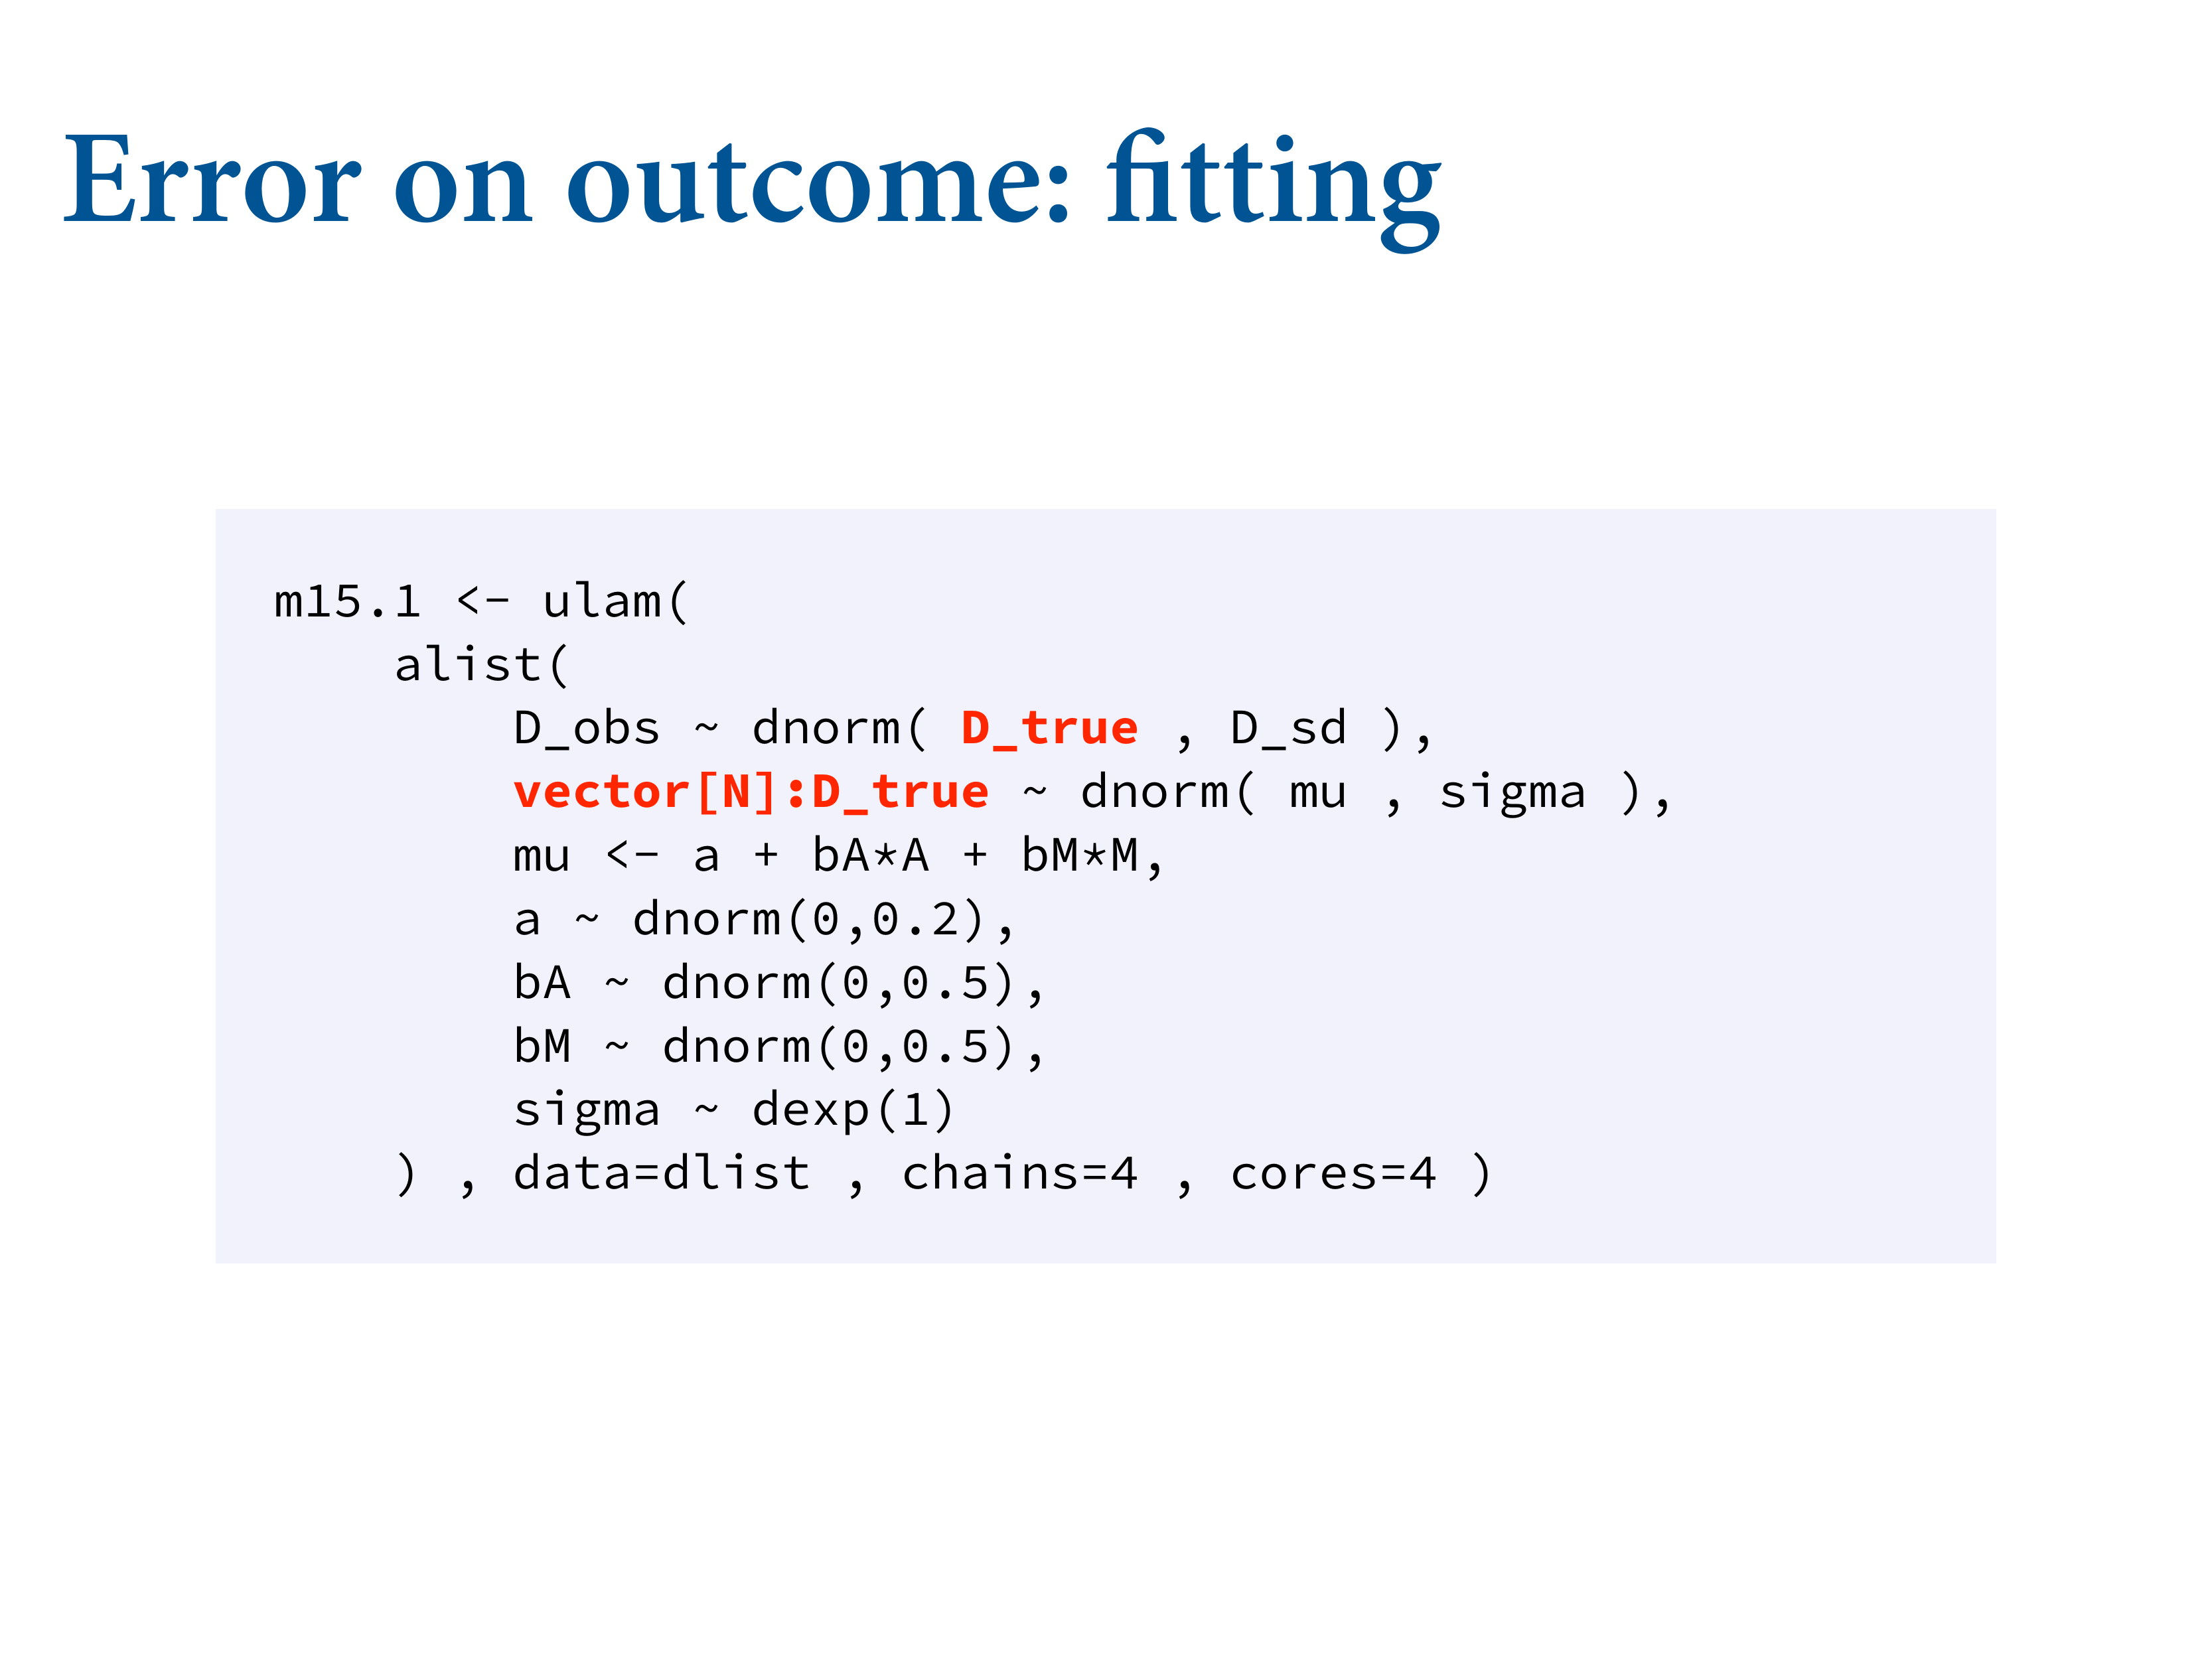 Error on outcome: fitting
m15.1 <- ulam(
    alist(
        D_obs ~ dnorm( D_true , D_sd ),
        vector[N]:D_true ~ dnorm( mu , sigma ),
        mu <- a + bA*A + bM*M,
        a ~ dnorm(0,0.2),
        bA ~ dnorm(0,0.5),
        bM ~ dnorm(0,0.5),
        sigma ~ dexp(1)
    ) , data=dlist , chains=4 , cores=4 )